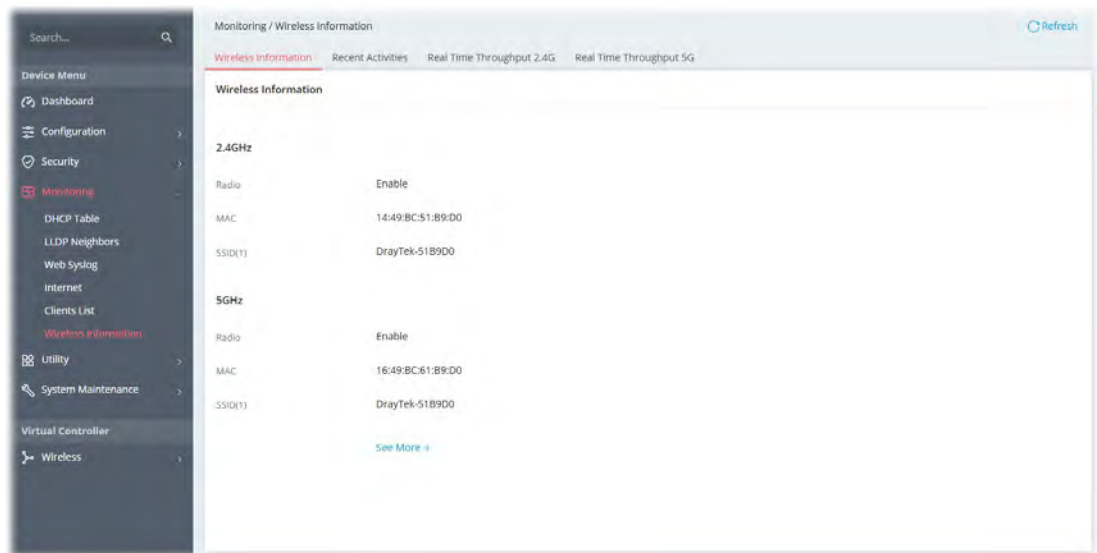 Search...
Device Menu
Dashboard
Configuration
Security
Monitoring
DHCP Table
LLDP Neighbors
Web Syslog
Internet
Clients List
Wireless Information
Utility
System Maintenance
Virtual Controller
Wireless
Monitoring / Wireless Information
Refresh
Wireless Information Recent Activities Real Time Throughput 2.4G Real Time Throughput 5G
Wireless Information
2.4GHz
Radio Enable
MAC 14:49:BC:51:B9:D0
SSID(1) DrayTek-51B9D0
5GHz
Radio Enable
MAC 16:49:BC:61:B9:D0
SSID(1) DrayTek-51B9D0
See More +